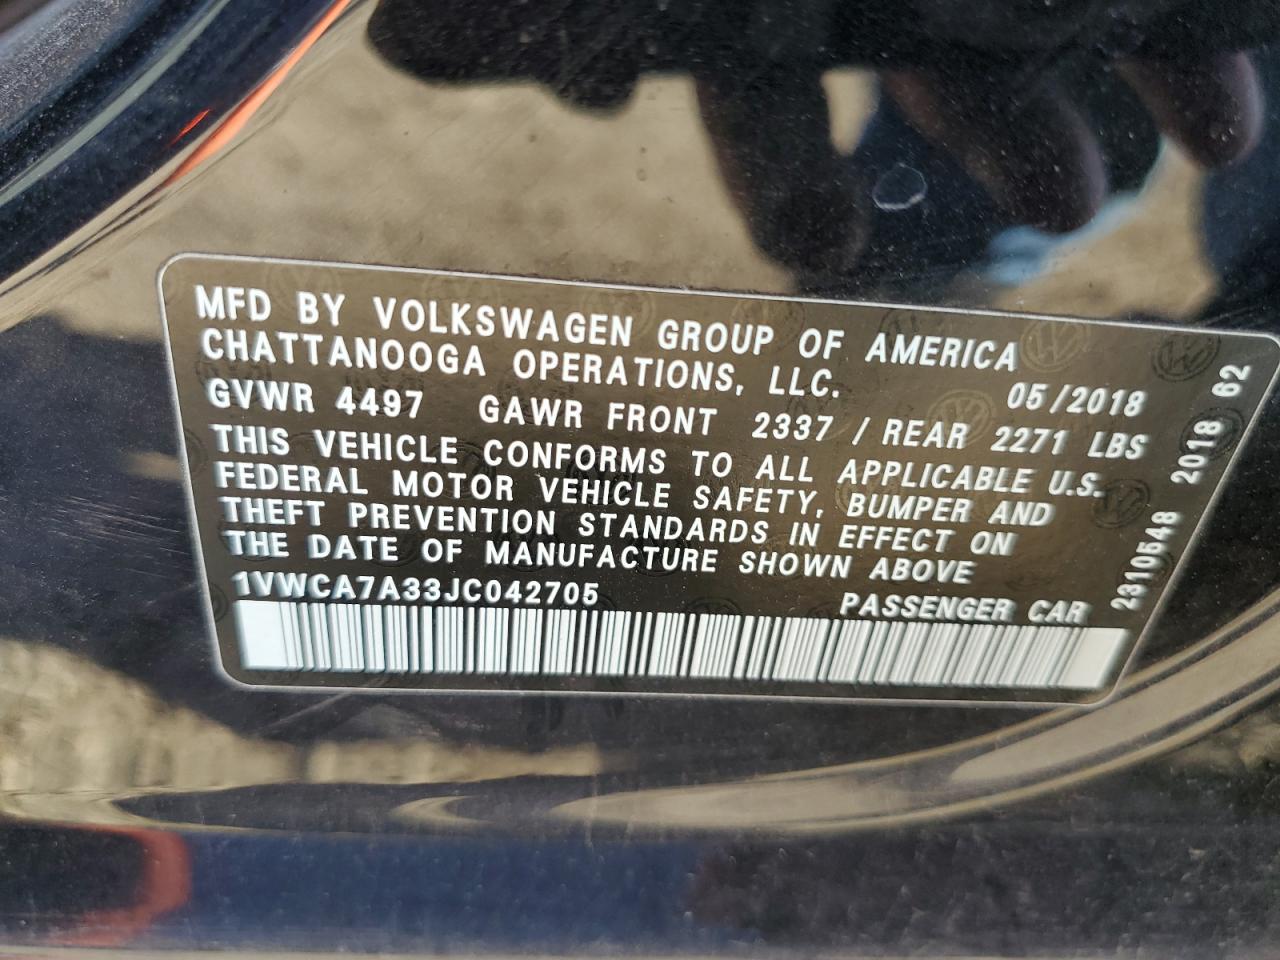 MFD BY VOLKSWAGEN GROUP OF AMERICA
CHATTANOOGA OPERATIONS, LLC.
05/2018
GVWR 4497 GAWR FRONT 2337 / REAR 2271 LBS
THIS VEHICLE CONFORMS TO ALL APPLICABLE U.S.
FEDERAL MOTOR VEHICLE SAFETY, BUMPER AND
THEFT PREVENTION STANDARDS IN EFFECT ON
THE DATE OF MANUFACTURE SHOWN ABOVE
1VWCA7A33JC042705 PASSENGER CAR
2310548 2018 62